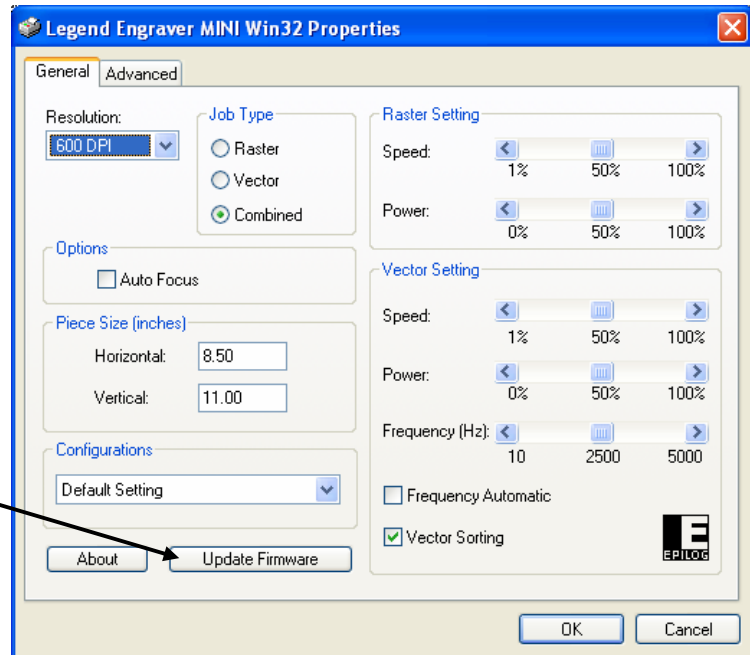 Legend Engraver MINI Win32 Properties
General Advanced
Resolution:
600 DPI
Job Type
Raster
Vector
Combined
Options
Auto Focus
Piece Size (inches)
Horizontal: 8.50
Vertical: 11.00
Configurations
Default Setting
About Update Firmware
Raster Setting
Speed:
1% 50% 100%
Power:
0% 50% 100%
Vector Setting
Speed:
1% 50% 100%
Power:
0% 50% 100%
Frequency (Hz):
10 2500 5000
Frequency Automatic
Vector Sorting
EPILOG
OK Cancel